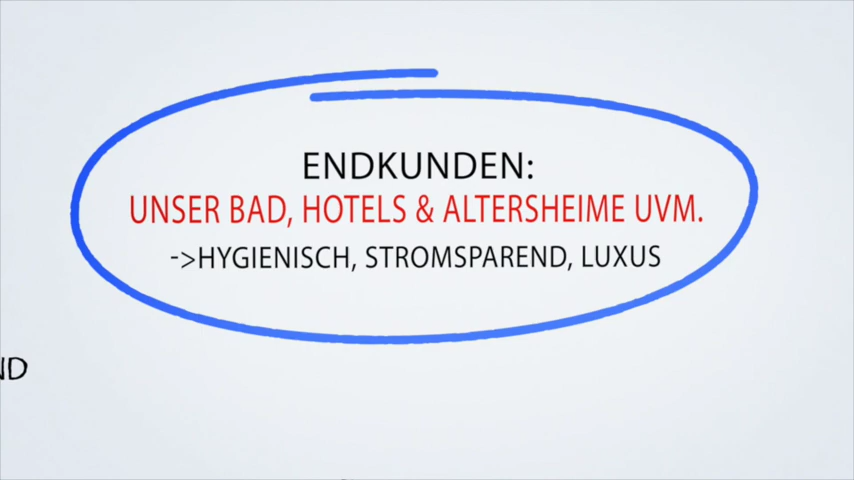 ENDKUNDEN:
UNSER BAD, HOTELS & ALTERSHEIME UVM.
->HYGIENISCH, STROMSPAREND, LUXUS
ND